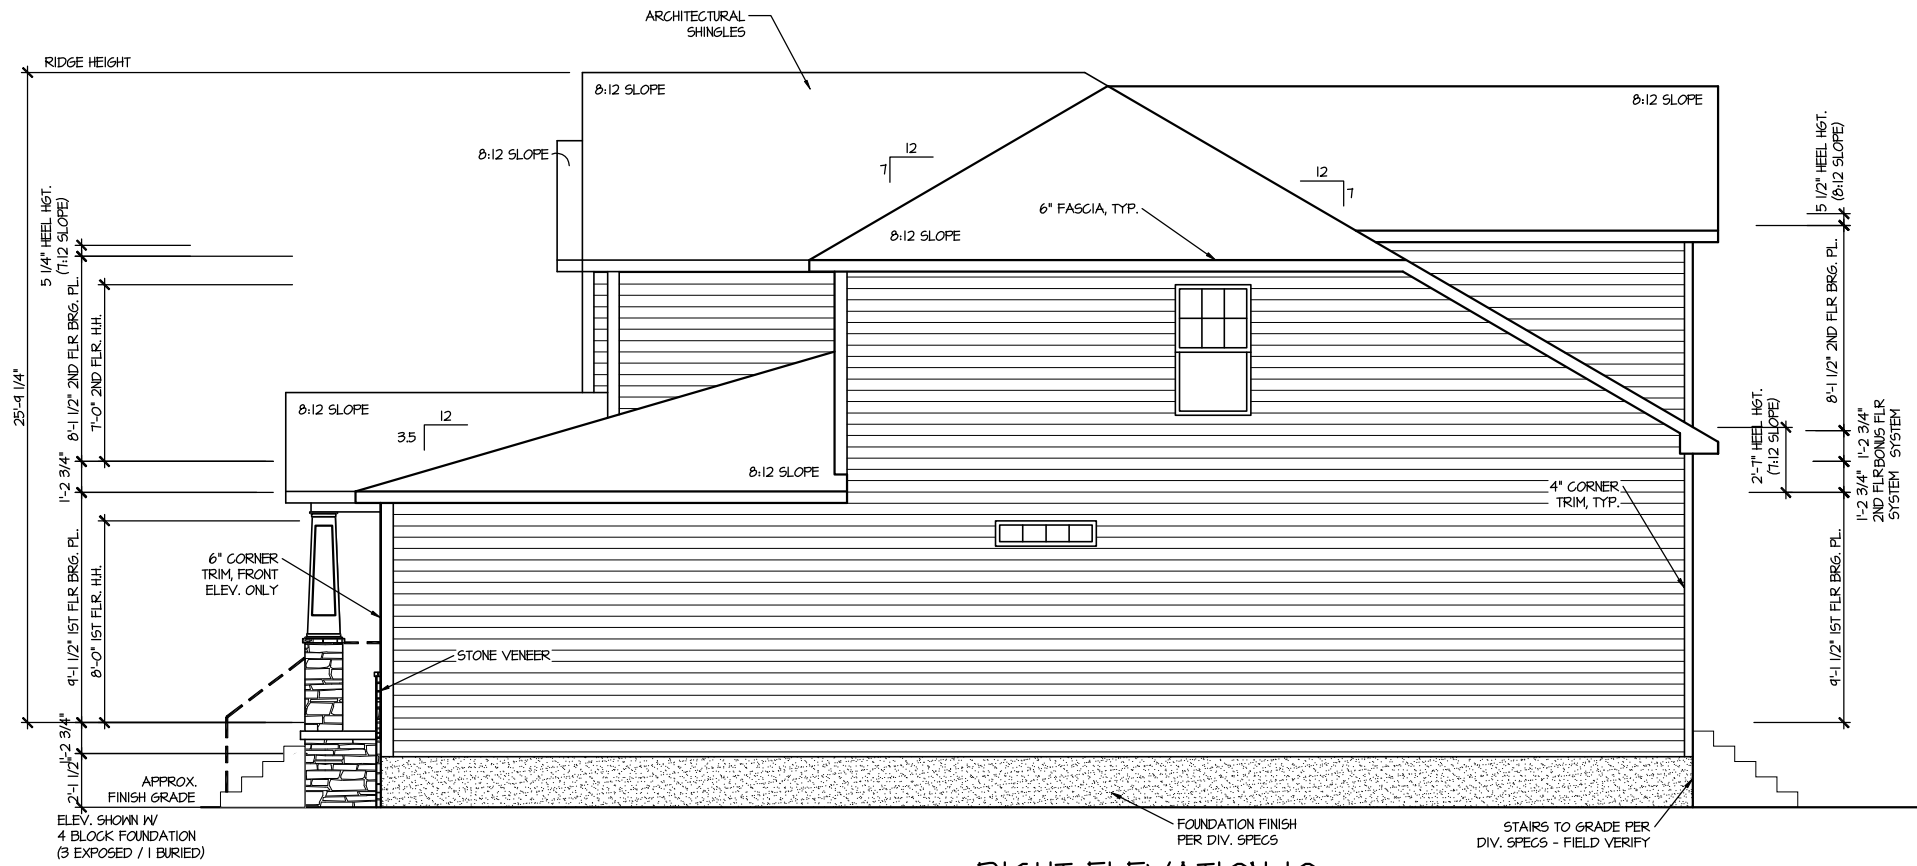 ARCHITECTURAL
SHINGLES
RIDGE HEIGHT
8:12 SLOPE
8:12 SLOPE
8:12 SLOPE
12
7
12
7
6" FASCIA, TYP.
8:12 SLOPE
5 1/4" HEEL HGT.
(7:12 SLOPE)
5 1/2" HEEL HGT.
(8:12 SLOPE)
25'-9 1/4"
8'-1 1/2" 2ND FLR BRG. PL.
7'-0" 2ND FLR. H.H.
8'-1 1/2" 2ND FLR BRG. PL.
8:12 SLOPE
12
3.5
8:12 SLOPE
2'-7" HEEL HGT.
(7:12 SLOPE)
1'-2 3/4"
BONUS FLR
SYSTEM
1'-2 3/4"
2ND FLR
SYSTEM
1'-2 3/4"
4" CORNER
TRIM, TYP.
6" CORNER
TRIM, FRONT
ELEV. ONLY
9'-1 1/2" 1ST FLR BRG. PL.
8'-0" 1ST FLR. H.H.
9'-1 1/2" 1ST FLR BRG. PL.
STONE VENEER
1'-2 3/4"
2'-1 1/2"
APPROX.
FINISH GRADE
ELEV. SHOWN W/
4 BLOCK FOUNDATION
(3 EXPOSED / 1 BURIED)
FOUNDATION FINISH
PER DIV. SPECS
STAIRS TO GRADE PER
DIV. SPECS - FIELD VERIFY
RIGHT ELEVATION